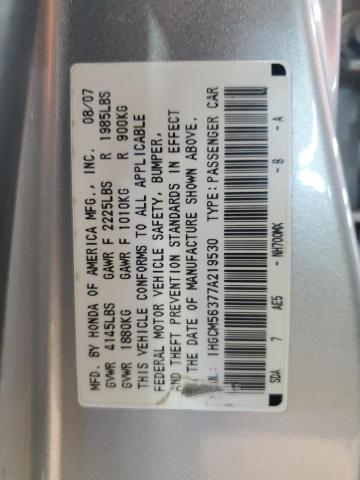 MFD. BY HONDA OF AMERICA MFG., INC. 08/07
GVWR 4145LBS GAWR F 2225LBS R 1985LBS
GVWR 1880KG GAWR F 1010KG R 900KG
THIS VEHICLE CONFORMS TO ALL APPLICABLE
FEDERAL MOTOR VEHICLE SAFETY, BUMPER,
AND THEFT PREVENTION STANDARDS IN EFFECT
ON THE DATE OF MANUFACTURE SHOWN ABOVE.
V.I.N.: 1HGCM56377A219530 TYPE: PASSENGER CAR
SDA 7 AE5 - NH700MX - B - A